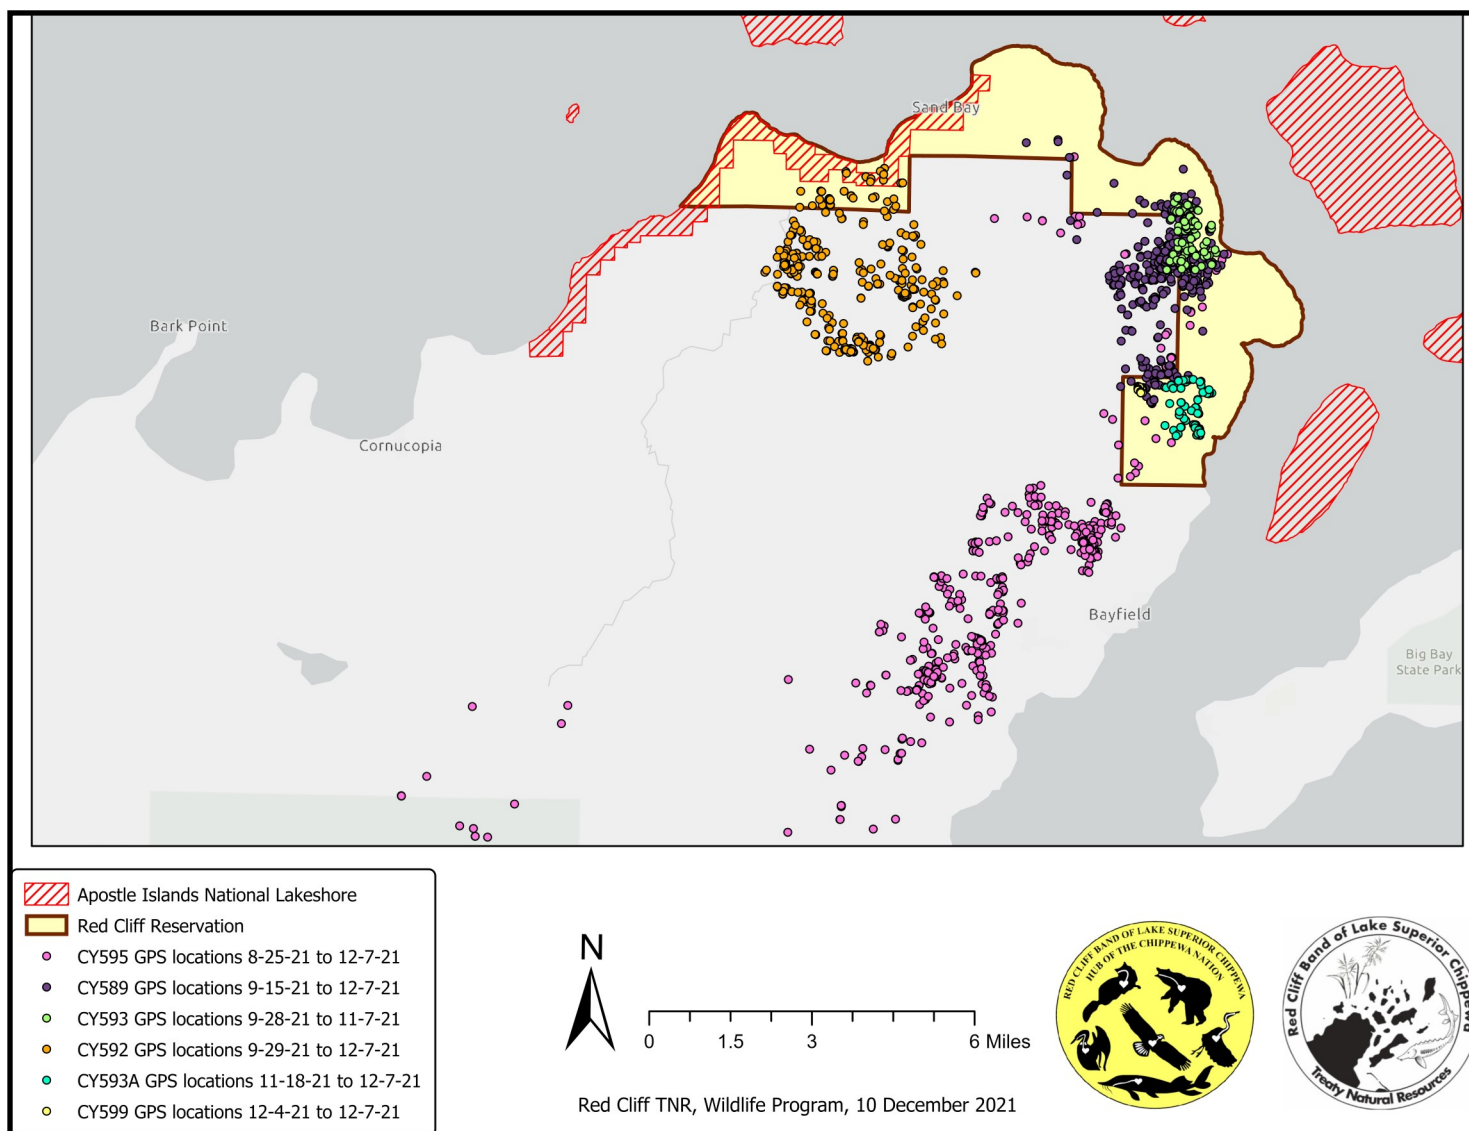 Sand Bay
Bark Point
Cornucopia
Bayfield
Big Bay
State Park
Apostle Islands National Lakeshore
Red Cliff Reservation
CY595 GPS locations 8-25-21 to 12-7-21
CY589 GPS locations 9-15-21 to 12-7-21
CY593 GPS locations 9-28-21 to 11-7-21
CY592 GPS locations 9-29-21 to 12-7-21
CY593A GPS locations 11-18-21 to 12-7-21
CY599 GPS locations 12-4-21 to 12-7-21
N
0 1.5 3 6 Miles
Red Cliff TNR, Wildlife Program, 10 December 2021
RED CLIFF BAND OF LAKE SUPERIOR CHIPPEWA
HUB OF THE CHIPPEWA NATION
Red Cliff Band of Lake Superior Chippewa
Treaty Natural Resources